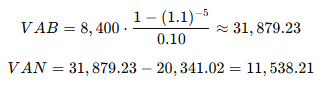 VAB = 8,400 · \frac{1 − (1.1)^{−5}}{0.10} ≈ 31,879.23
VAN = 31,879.23 − 20,341.02 = 11,538.21